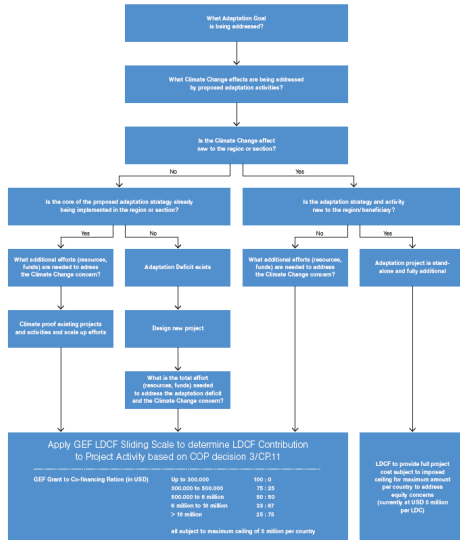 What Adaptation Goal
is being addressed?
What Climate Change effects are being addressed
by proposed adaptation activities?
Is the Climate Change effect
new to the region or section?
No
Yes
Is the core of the proposed adaptation strategy already
being implemented in the region or section?
Is the adaptation strategy and activity
new to the region/beneficiay?
Yes
No
No
Yes
What additional efforts (resources,
funds) are needed to adress
the Climate Change concern?
Adaptation Deficit exists
What additional efforts (resources,
funds) are needed to address
the Climate Change concern?
Adaptation project is stand-
alone and fully additional
Climate proof existing projects
and activities and scale up efforts
Design new project
What is the total effort
(resources, funds) needed
to address the adaptation deficit
and the Climate Change concern?
Apply GEF LDCF Sliding Scale to determine LDCF Contribution
to Project Activity based on COP decision 3/CP.11
GEF Grant to Co-financing Ration (in USD) Up to 300.000 100 : 0
300.000 to 500.000 75 : 25
500.000 to 6 million 50 : 50
6 million to 18 million 33 : 67
> 18 million 25 : 75
all subject to maximum ceiling of 5 million per country
LDCF to provide full project
cost subject to imposed
ceiling for maximum amount
per country to address
equity concerns
(currently at USD 5 million
per LDC)